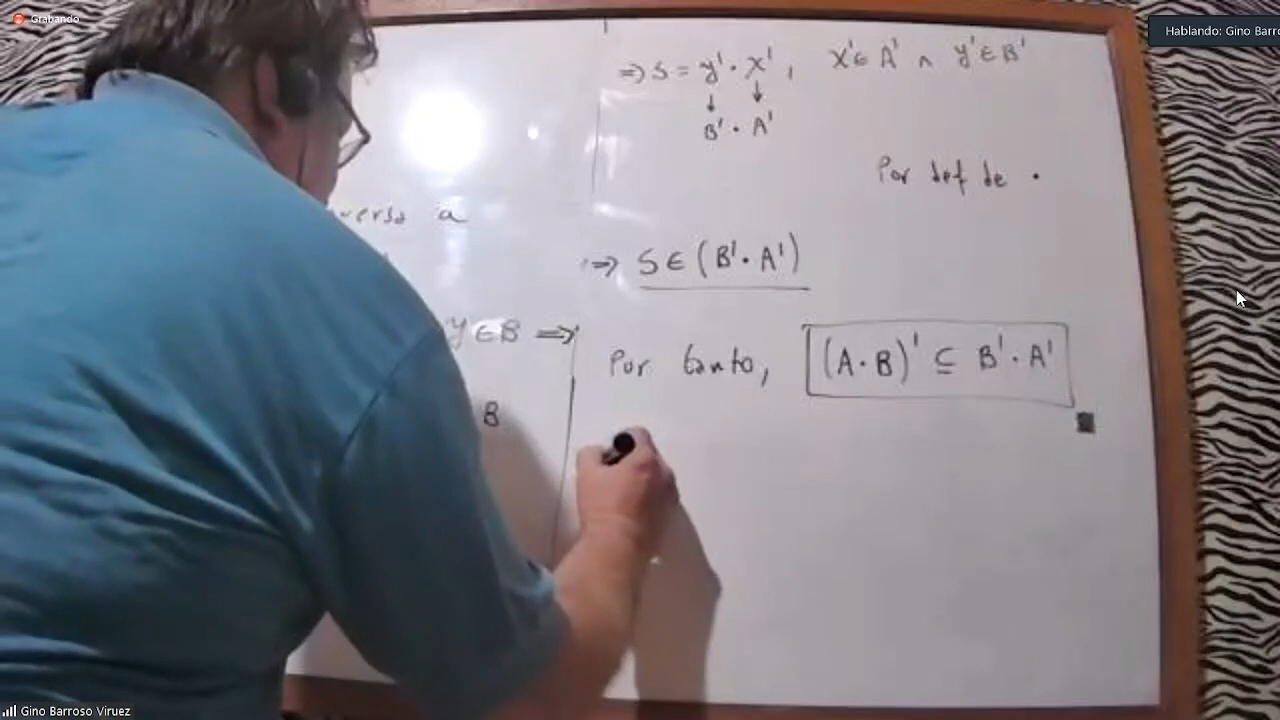 Grabando
Hablando: Gino Barro
⇒ S = y' · x' , x' ∈ A' ∧ y' ∈ B'
↓ ↓
B' · A'
Por def de ·
a
⇒ S ∈ (B' · A')
y ∈ B ⇒
Por tanto, (A · B)' ⊆ B' · A'
B
Gino Barroso Viruez